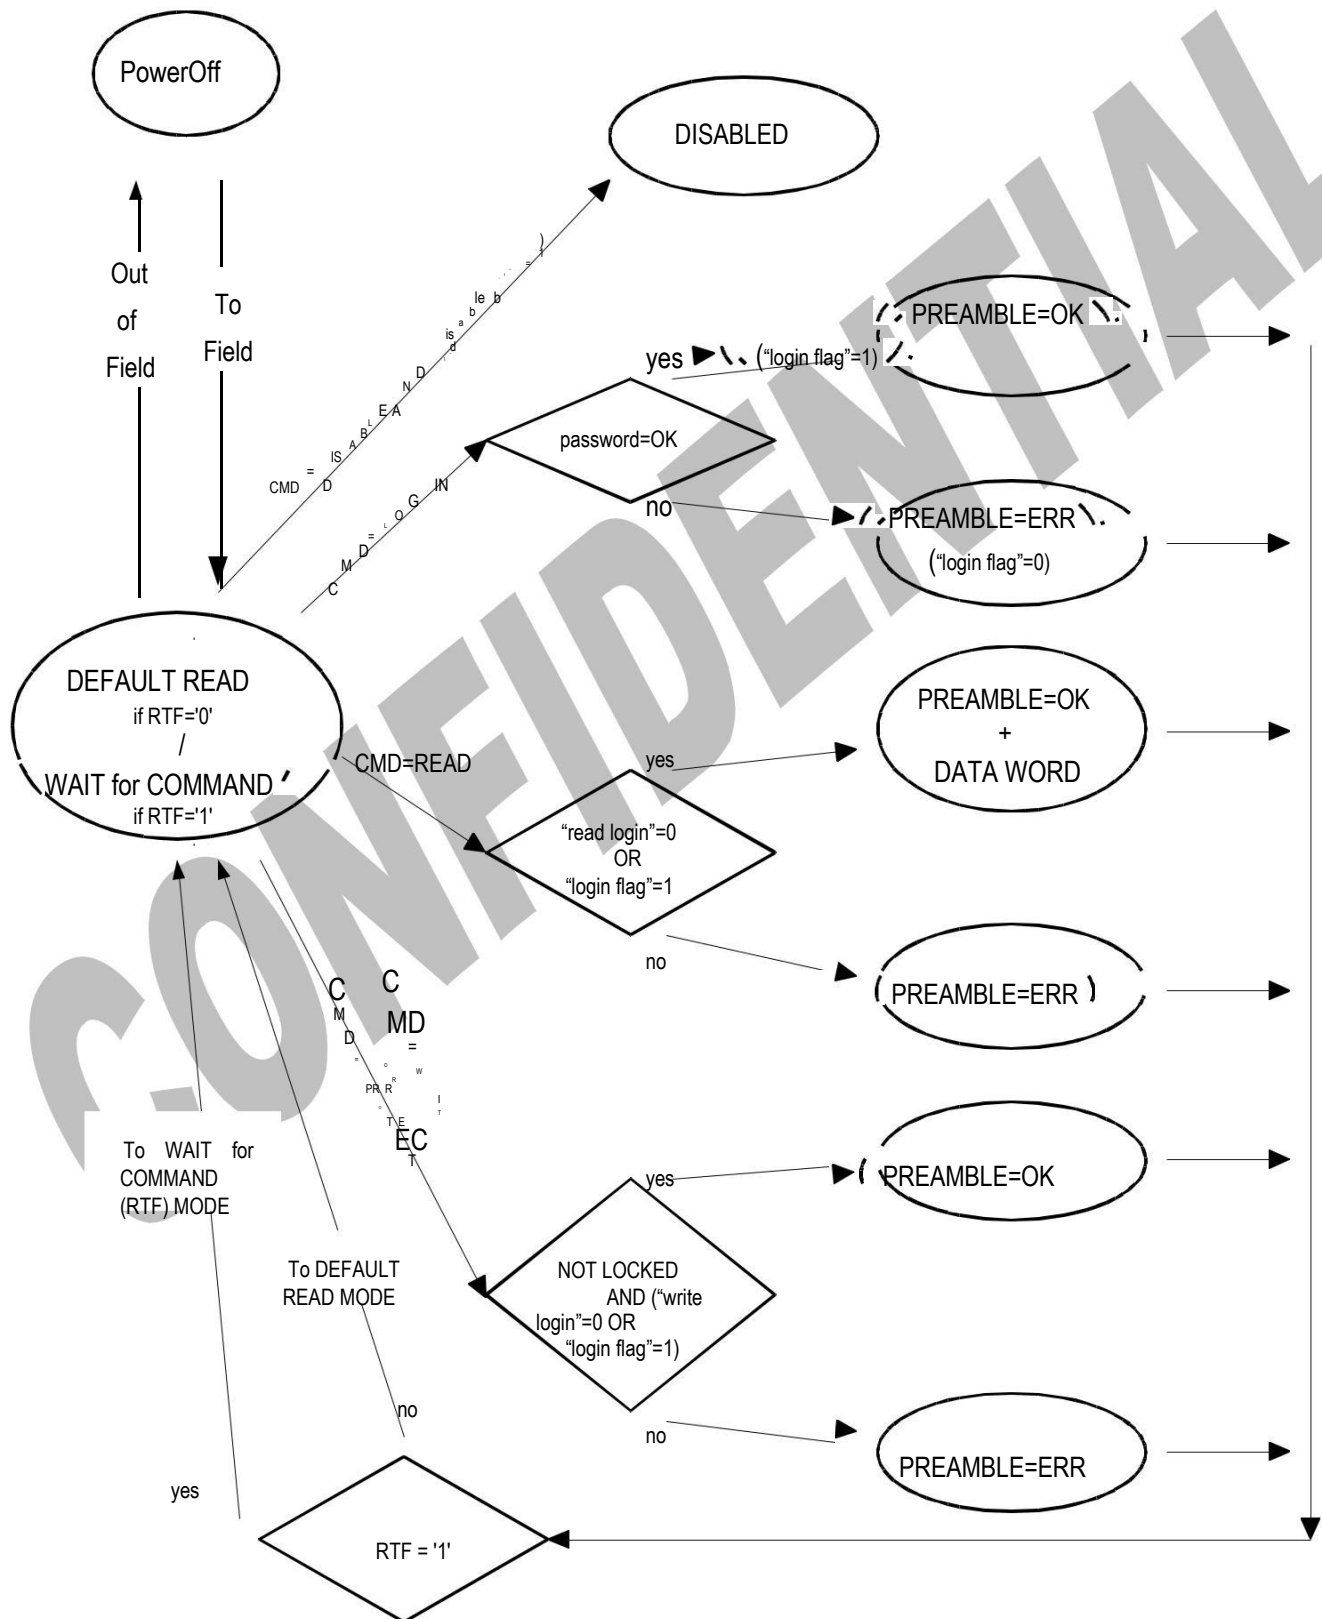 PowerOff
DISABLED
Out
of
Field
To
Field
PREAMBLE=OK
yes
("login flag"=1)
password=OK
CMD
=
D
IS
A
B
L
E A
N
D
CMD=LOGIN
no
PREAMBLE=ERR
("login flag"=0)
DEFAULT READ
if RTF='0'
/
WAIT for COMMAND
if RTF='1'
CMD=READ
yes
PREAMBLE=OK
+
DATA WORD
"read login"=0
OR
"login flag"=1
no
PREAMBLE=ERR
C
M
D
=
PR
O
T E
C
MD
=
W
R
I
T
EC
T
To WAIT for
COMMAND
(RTF) MODE
yes
PREAMBLE=OK
To DEFAULT
READ MODE
NOT LOCKED
AND ("write
login"=0 OR
"login flag"=1)
no
no
PREAMBLE=ERR
yes
RTF = '1'
CONFIDENTIAL